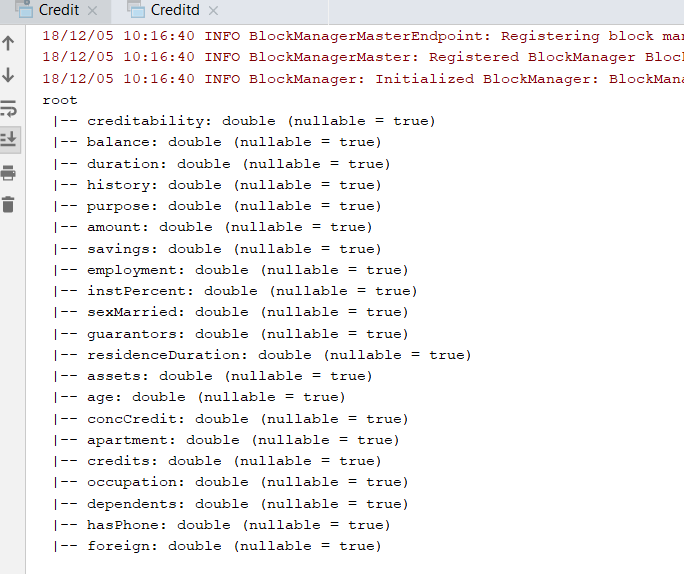 Credit Creditd
18/12/05 10:16:40 INFO BlockManagerMasterEndpoint: Registering block
18/12/05 10:16:40 INFO BlockManagerMaster: Registered BlockManager
18/12/05 10:16:40 INFO BlockManager: Initialized BlockManager:
root
|-- creditability: double (nullable = true)
|-- balance: double (nullable = true)
|-- duration: double (nullable = true)
|-- history: double (nullable = true)
|-- purpose: double (nullable = true)
|-- amount: double (nullable = true)
|-- savings: double (nullable = true)
|-- employment: double (nullable = true)
|-- instPercent: double (nullable = true)
|-- sexMarried: double (nullable = true)
|-- guarantors: double (nullable = true)
|-- residenceDuration: double (nullable = true)
|-- assets: double (nullable = true)
|-- age: double (nullable = true)
|-- concCredit: double (nullable = true)
|-- apartment: double (nullable = true)
|-- credits: double (nullable = true)
|-- occupation: double (nullable = true)
|-- dependents: double (nullable = true)
|-- hasPhone: double (nullable = true)
|-- foreign: double (nullable = true)